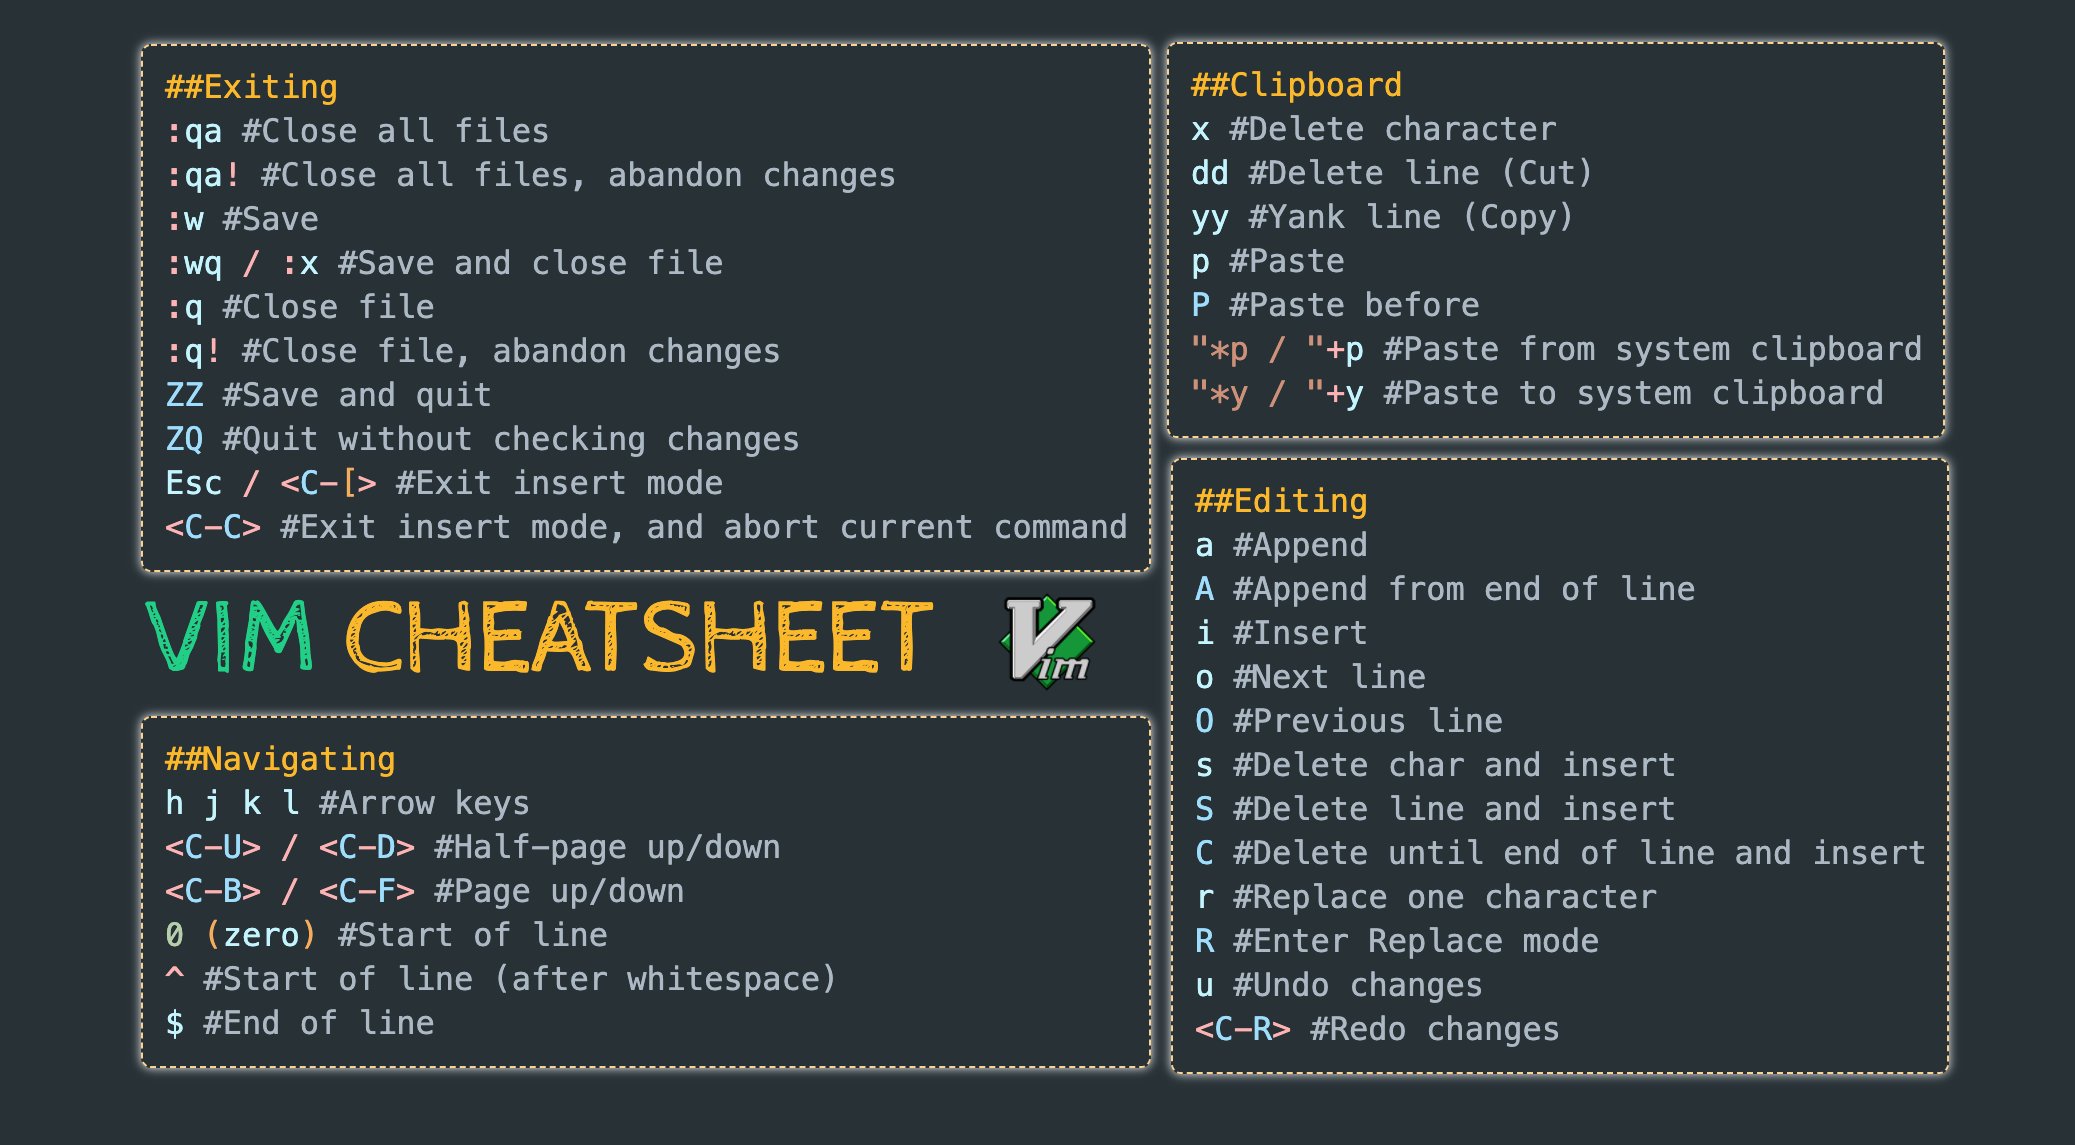 ##Exiting
:qa #Close all files
:qa! #Close all files, abandon changes
:w #Save
:wq / :x #Save and close file
:q #Close file
:q! #Close file, abandon changes
ZZ #Save and quit
ZQ #Quit without checking changes
Esc / <C-[> #Exit insert mode
<C-C> #Exit insert mode, and abort current command
VIM CHEATSHEET
Vim
##Navigating
h j k l #Arrow keys
<C-U> / <C-D> #Half-page up/down
<C-B> / <C-F> #Page up/down
0 (zero) #Start of line
^ #Start of line (after whitespace)
$ #End of line
##Clipboard
x #Delete character
dd #Delete line (Cut)
yy #Yank line (Copy)
p #Paste
P #Paste before
"*p / "+p #Paste from system clipboard
"*y / "+y #Paste to system clipboard
##Editing
a #Append
A #Append from end of line
i #Insert
o #Next line
O #Previous line
s #Delete char and insert
S #Delete line and insert
C #Delete until end of line and insert
r #Replace one character
R #Enter Replace mode
u #Undo changes
<C-R> #Redo changes